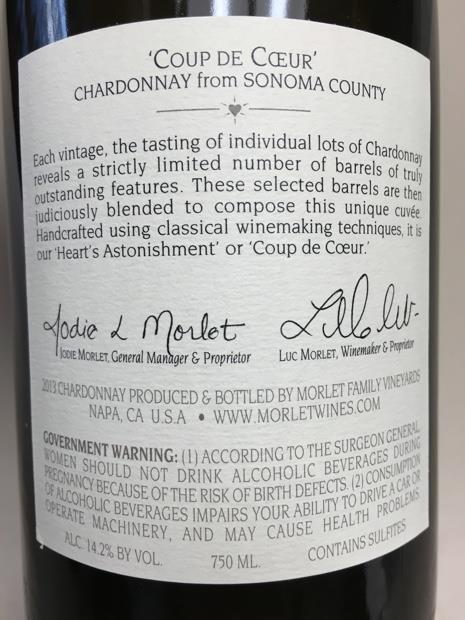 'COUP DE CŒUR'
CHARDONNAY from SONOMA COUNTY
Each vintage, the tasting of individual lots of Chardonnay
reveals a strictly limited number of barrels of truly
outstanding features. These selected barrels are then
judiciously blended to compose this unique cuvée.
Handcrafted using classical winemaking techniques, it is
our 'Heart's Astonishment' or 'Coup de Cœur.'
Jodie L Morlet
JODIE MORLET, General Manager & Proprietor
LUC MORLET, Winemaker & Proprietor
2013 CHARDONNAY PRODUCED & BOTTLED BY MORLET FAMILY VINEYARDS
NAPA, CA U.S.A • WWW.MORLETWINES.COM
GOVERNMENT WARNING: (1) ACCORDING TO THE SURGEON GENERAL
WOMEN SHOULD NOT DRINK ALCOHOLIC BEVERAGES DURING
PREGNANCY BECAUSE OF THE RISK OF BIRTH DEFECTS. (2) CONSUMPTION
OF ALCOHOLIC BEVERAGES IMPAIRS YOUR ABILITY TO DRIVE A CAR OR
OPERATE MACHINERY, AND MAY CAUSE HEALTH PROBLEMS.
ALC. 14.2% BY VOL. 750 ML. CONTAINS SULFITES